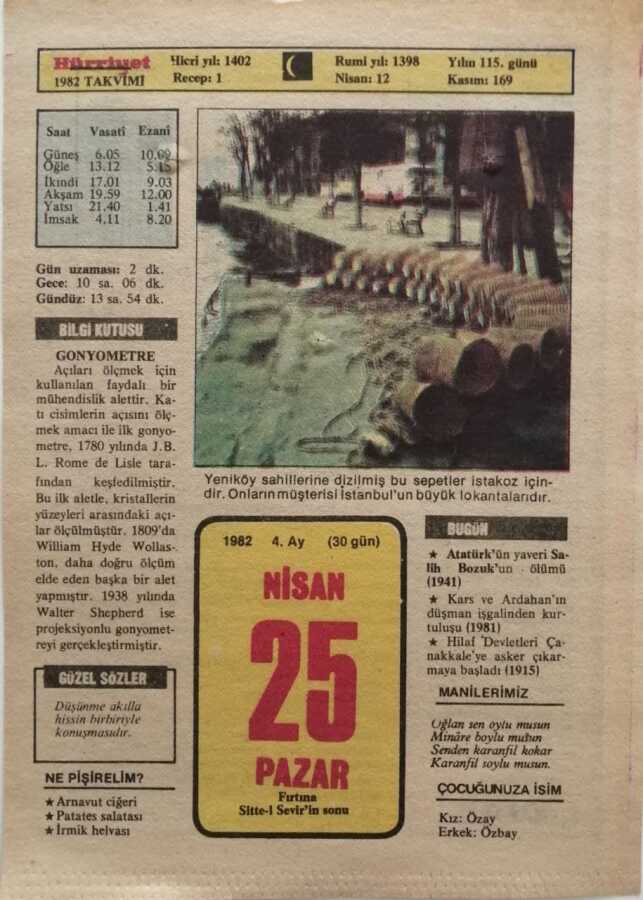 Hürriyet
1982 TAKVİMİ
Hicri yıl: 1402
Recep: 1
Rumi yıl: 1398
Nisan: 12
Yılın 115. günü
Kasım: 169
Saat Vasati Ezani
Güneş 6.05 10.09
Öğle 13.12 5.15
İkindi 17.01 9.03
Akşam 19.59 12.00
Yatsı 21.40 1.41
İmsak 4.11 8.20
Gün uzaması: 2 dk.
Gece: 10 sa. 06 dk.
Gündüz: 13 sa. 54 dk.
BİLGİ KUTUSU
GONYOMETRE
Açıları ölçmek için
kullanılan faydalı bir
mühendislik alettir. Ka-
tı cisimlerin açısını ölç-
mek amacı ile ilk gonyo-
metre, 1780 yılında J.B.
L. Rome de Lisle tara-
fından keşfedilmiştir.
Bu ilk aletle, kristallerin
yüzeyleri arasındaki açı-
lar ölçülmüştür. 1809'da
William Hyde Wollas-
ton, daha doğru ölçüm
elde eden başka bir alet
yapmıştır. 1938 yılında
Walter Shepherd ise
projeksiyonlu gonyomet-
reyi gerçekleştirmiştir.
GÜZEL SÖZLER
Düşünme akılla
hissin birbiriyle
konuşmasıdır.
NE PİŞİRELİM?
★ Arnavut ciğeri
★ Patates salatası
★ İrmik helvası
Yeniköy sahillerine dizilmiş bu sepetler istakoz için-
dir. Onların müşterisi İstanbul'un büyük lokantalarıdır.
1982 4. Ay (30 gün)
NİSAN
25
PAZAR
Fırtına
Sitte-i Sevir'in sonu
BUGÜN
★ Atatürk'ün yaveri Sa-
lih Bozuk'un ölümü
(1941)
★ Kars ve Ardahan'ın
düşman işgalinden kur-
tuluşu (1981)
★ Hilaf Devletleri Ça-
nakkale'ye asker çıkar-
maya başladı (1915)
MANİLERİMİZ
Oğlan sen oylu musun
Minâre boylu musun
Senden karanfil kokar
Karanfil soylu musun.
ÇOCUĞUNUZA İSİM
Kız: Özay
Erkek: Özbay